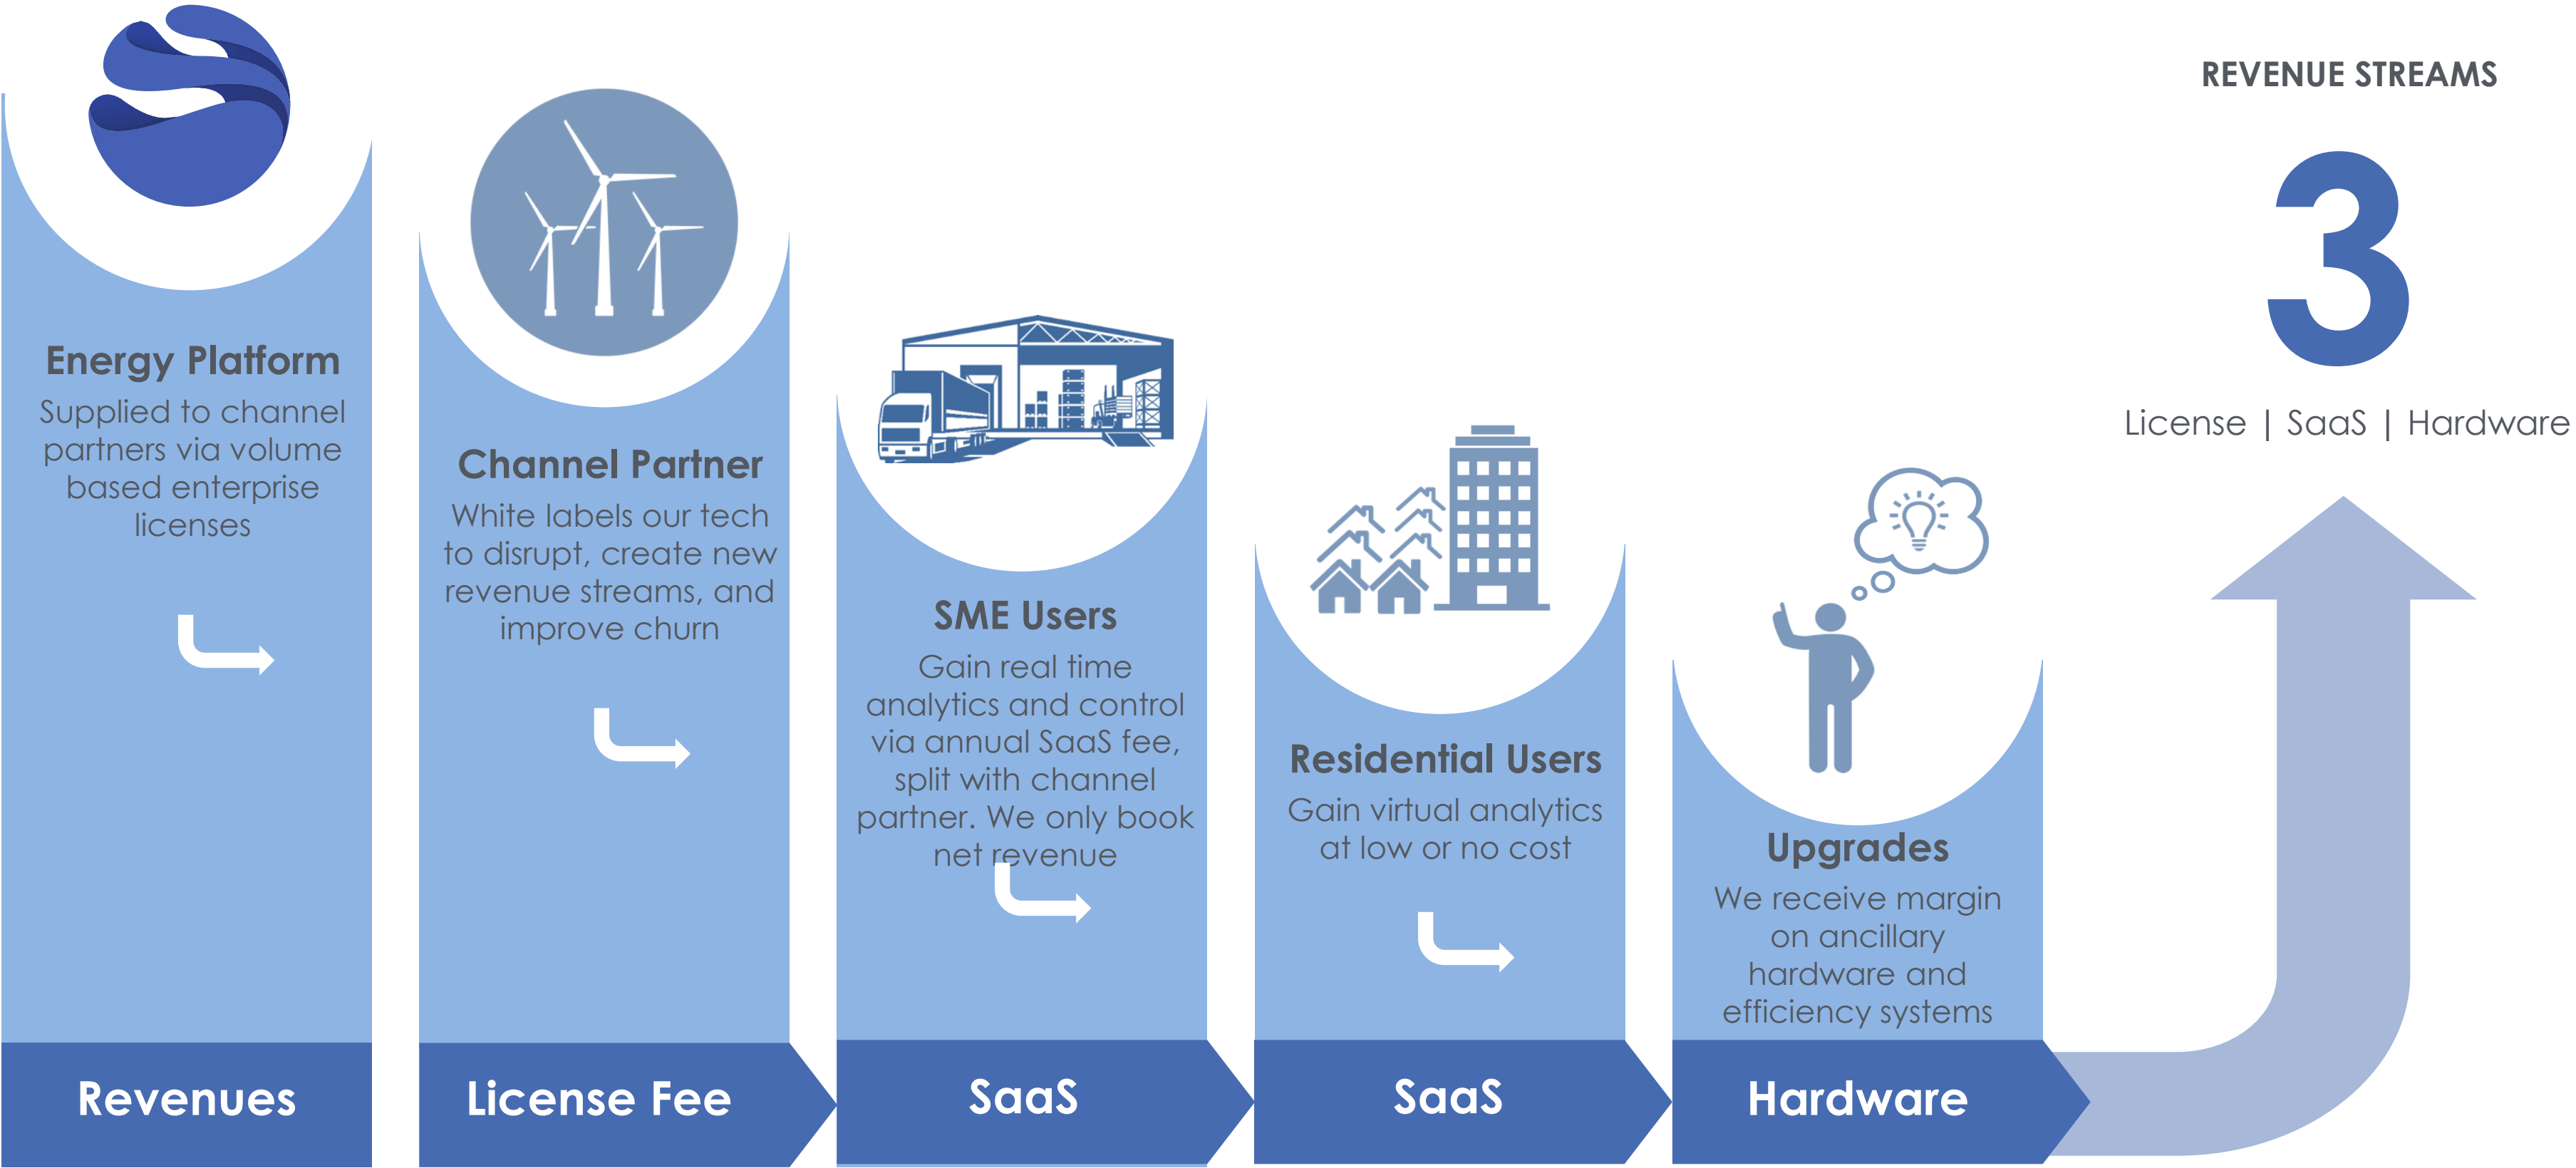 REVENUE STREAMS
3
License | SaaS | Hardware
Energy Platform
Supplied to channel
partners via volume
based enterprise
licenses
Channel Partner
White labels our tech
to disrupt, create new
revenue streams, and
improve churn
SME Users
Gain real time
analytics and control
via annual SaaS fee,
split with channel
partner. We only book
net revenue
Residential Users
Gain virtual analytics
at low or no cost
Upgrades
We receive margin
on ancillary
hardware and
efficiency systems
Revenues
License Fee
SaaS
SaaS
Hardware